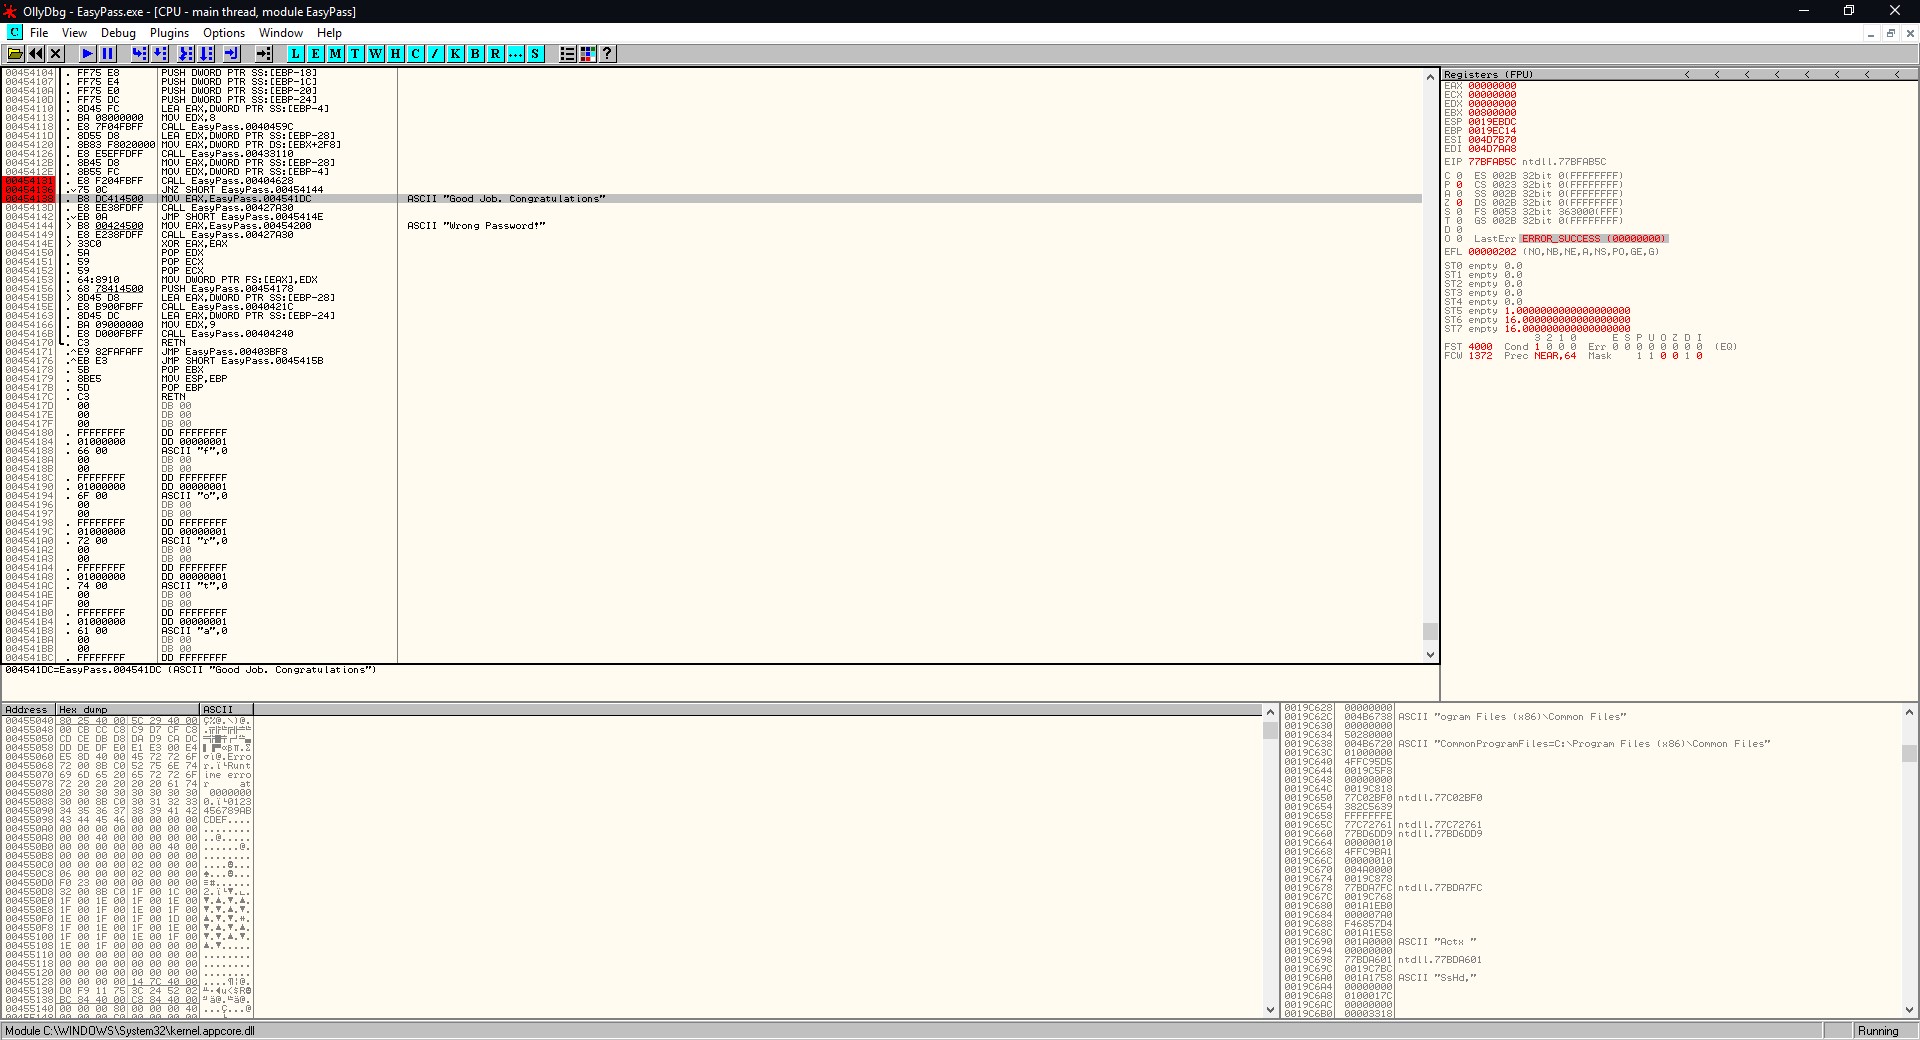 OllyDbg - EasyPass.exe - [CPU - main thread, module EasyPass]
File View Debug Plugins Options Window Help
L E M T W H C / K B R ... S ?
00454104 . FF75 E8 PUSH DWORD PTR SS:[EBP-18]
00454107 . FF75 E4 PUSH DWORD PTR SS:[EBP-1C]
0045410A . FF75 E0 PUSH DWORD PTR SS:[EBP-20]
0045410D . FF75 DC PUSH DWORD PTR SS:[EBP-24]
00454110 . 8D45 FC LEA EAX,DWORD PTR SS:[EBP-4]
00454113 . BA 08000000 MOV EDX,8
00454118 . E8 7F04FBFF CALL EasyPass.0040459C
0045411D . 8D55 D8 LEA EDX,DWORD PTR SS:[EBP-28]
00454120 . 8B83 F8020000 MOV EAX,DWORD PTR DS:[EBX+2F8]
00454126 . E8 E5EFFDFF CALL EasyPass.00433110
0045412B . 8B45 D8 MOV EAX,DWORD PTR SS:[EBP-28]
0045412E . 8B55 FC MOV EDX,DWORD PTR SS:[EBP-4]
00454131 . E8 F204FBFF CALL EasyPass.00404628
00454136 .v75 0C JNZ SHORT EasyPass.00454144
00454138 . B8 DC414500 MOV EAX,EasyPass.004541DC ASCII "Good Job. Congratulations"
0045413D . E8 EE38FDFF CALL EasyPass.00427A30
00454142 .vEB 0A JMP SHORT EasyPass.0045414E
00454144 > B8 00424500 MOV EAX,EasyPass.00454200 ASCII "Wrong Password!"
00454149 . E8 E238FDFF CALL EasyPass.00427A30
0045414E > 33C0 XOR EAX,EAX
00454150 . 5A POP EDX
00454151 . 59 POP ECX
00454152 . 59 POP ECX
00454153 . 64:8910 MOV DWORD PTR FS:[EAX],EDX
00454156 . 68 78414500 PUSH EasyPass.00454178
0045415B > 8D45 D8 LEA EAX,DWORD PTR SS:[EBP-28]
0045415E . E8 B900FBFF CALL EasyPass.0040421C
00454163 . 8D45 DC LEA EAX,DWORD PTR SS:[EBP-24]
00454166 . BA 09000000 MOV EDX,9
0045416B . E8 D000FBFF CALL EasyPass.00404240
00454170 . C3 RETN
00454171 .^E9 82FAFAFF JMP EasyPass.00403BF8
00454176 .^EB E3 JMP SHORT EasyPass.0045415B
00454178 . 5B POP EBX
00454179 . 8BE5 MOV ESP,EBP
0045417B . 5D POP EBP
0045417C . C3 RETN
0045417D 00 DB 00
0045417E 00 DB 00
0045417F 00 DB 00
00454180 . FFFFFFFF DD FFFFFFFF
00454184 . 01000000 DD 00000001
00454188 . 66 00 ASCII "f",0
0045418A 00 DB 00
0045418B 00 DB 00
0045418C . FFFFFFFF DD FFFFFFFF
00454190 . 01000000 DD 00000001
00454194 . 6F 00 ASCII "o",0
00454196 00 DB 00
00454197 00 DB 00
00454198 . FFFFFFFF DD FFFFFFFF
0045419C . 01000000 DD 00000001
004541A0 . 72 00 ASCII "r",0
004541A2 00 DB 00
004541A3 00 DB 00
004541A4 . FFFFFFFF DD FFFFFFFF
004541A8 . 01000000 DD 00000001
004541AC . 74 00 ASCII "t",0
004541AE 00 DB 00
004541AF 00 DB 00
004541B0 . FFFFFFFF DD FFFFFFFF
004541B4 . 01000000 DD 00000001
004541B8 . 61 00 ASCII "a",0
004541BA 00 DB 00
004541BB 00 DB 00
004541BC . FFFFFFFF DD FFFFFFFF
004541DC=EasyPass.004541DC (ASCII "Good Job. Congratulations")
Registers (FPU) < < < < < < < <
EAX 00000000
ECX 00000000
EDX 00000000
EBX 00800000
ESP 0019EBDC
EBP 0019EC14
ESI 004D7B70
EDI 004D7AA8
EIP 77BFAB5C ntdll.77BFAB5C
C 0 ES 002B 32bit 0(FFFFFFFF)
P 0 CS 0023 32bit 0(FFFFFFFF)
A 0 SS 002B 32bit 0(FFFFFFFF)
Z 0 DS 002B 32bit 0(FFFFFFFF)
S 0 FS 0053 32bit 363000(FFF)
T 0 GS 002B 32bit 0(FFFFFFFF)
D 0
O 0 LastErr ERROR_SUCCESS (00000000)
EFL 00000202 (NO,NB,NE,A,NS,PO,GE,G)
ST0 empty 0.0
ST1 empty 0.0
ST2 empty 0.0
ST3 empty 0.0
ST4 empty 0.0
ST5 empty 1.0000000000000000000
ST6 empty 16.000000000000000000
ST7 empty 16.000000000000000000
3 2 1 0 E S P U O Z D I
FST 4000 Cond 1 0 0 0 Err 0 0 0 0 0 0 0 0 (EQ)
FCW 1372 Prec NEAR,64 Mask 1 1 0 0 1 0
Address Hex dump ASCII
00455040 80 25 40 00 5C 29 40 00
00455048 00 CB CC C8 C9 D7 CF C8
00455050 CD CE DB D8 DA D9 CA DC
00455058 DD DE DF E0 E1 E3 00 E4
00455060 E5 8D 40 00 45 72 72 6F
00455068 72 00 8B C0 52 75 6E 74
00455070 69 6D 65 20 65 72 72 6F ime erro
00455078 72 20 20 20 20 20 61 74 r at
00455080 20 30 30 30 30 30 30 30 0000000
00455088 30 00 8B C0 30 31 32 33
00455090 34 35 36 37 38 39 41 42 456789AB
00455098 43 44 45 46 00 00 00 00 CDEF....
004550A0 00 00 00 00 00 00 00 00 ........
004550A8 00 00 40 00 00 00 00 00 ..@.....
004550B0 00 00 00 00 00 00 40 00 ......@.
004550B8 00 00 00 00 00 00 00 00 ........
004550C0 00 00 00 00 02 00 00 00
004550C8 06 00 00 00 02 00 00 00
004550D0 F0 23 00 00 00 00 00 00
004550D8 32 00 8B C0 1F 00 1C 00
004550E0 1F 00 1E 00 1F 00 1E 00
004550E8 1F 00 1F 00 1E 00 1F 00
004550F0 1E 00 1F 00 1F 00 1D 00
004550F8 1F 00 1E 00 1F 00 1E 00
00455100 1F 00 1F 00 1E 00 1F 00
00455108 1E 00 1F 00 00 00 00 00
00455110 00 00 00 00 00 00 00 00 ........
00455118 00 00 00 00 00 00 00 00 ........
00455120 00 00 00 00 00 00 00 00 ........
00455128 00 00 00 00 14 7C 40 00
00455130 D0 F9 11 75 3C 24 52 02
00455138 BC 84 40 00 C8 84 40 00
00455140 00 00 00 80 00 00 40 00
0019C628 00000000
0019C62C 004B6738 ASCII "ogram Files (x86)\Common Files"
0019C630 00000000
0019C634 50280000
0019C638 004B6720 ASCII "CommonProgramFiles=C:\Program Files (x86)\Common Files"
0019C63C 01000000
0019C640 4FFC95D5
0019C644 0019C5F8
0019C648 00000000
0019C64C 0019C818
0019C650 77C02BF0 ntdll.77C02BF0
0019C654 382C5639
0019C658 FFFFFFFE
0019C65C 77C72761 ntdll.77C72761
0019C660 77BD6DD9 ntdll.77BD6DD9
0019C664 00000010
0019C668 4FFC9BA1
0019C66C 00000010
0019C670 004A0000
0019C674 0019C878
0019C678 77BDA7FC ntdll.77BDA7FC
0019C67C 0019C768
0019C680 001A1EB0
0019C684 000007A0
0019C688 F46857D4
0019C68C 001A1E58
0019C690 001A0000 ASCII "Actx "
0019C694 00000000
0019C698 77BDA601 ntdll.77BDA601
0019C69C 0019C7BC
0019C6A0 001A1758 ASCII "SsHd,"
0019C6A4 00000000
0019C6A8 0100017C
0019C6AC 00000000
0019C6B0 00003318
Module C:\WINDOWS\System32\kernel.appcore.dll
Running